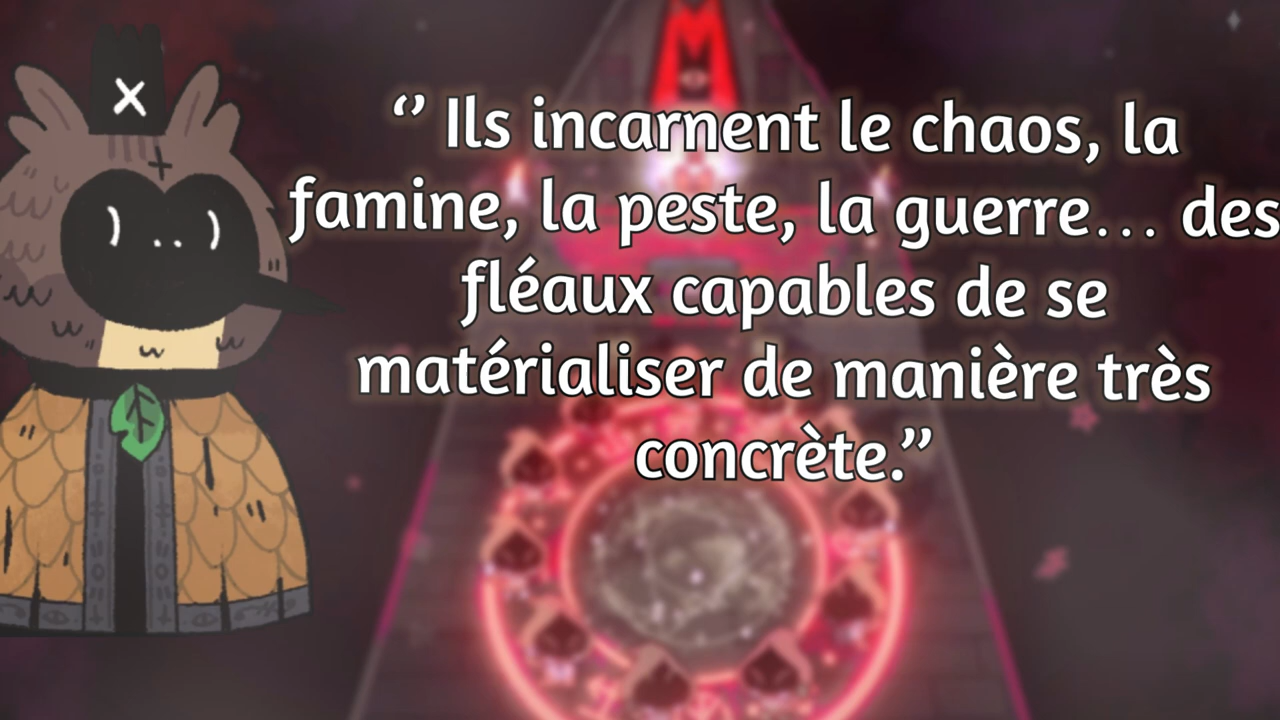 ‘’ Ils incarnent le chaos, la
famine, la peste, la guerre… des
fléaux capables de se
matérialiser de manière très
concrète.’’